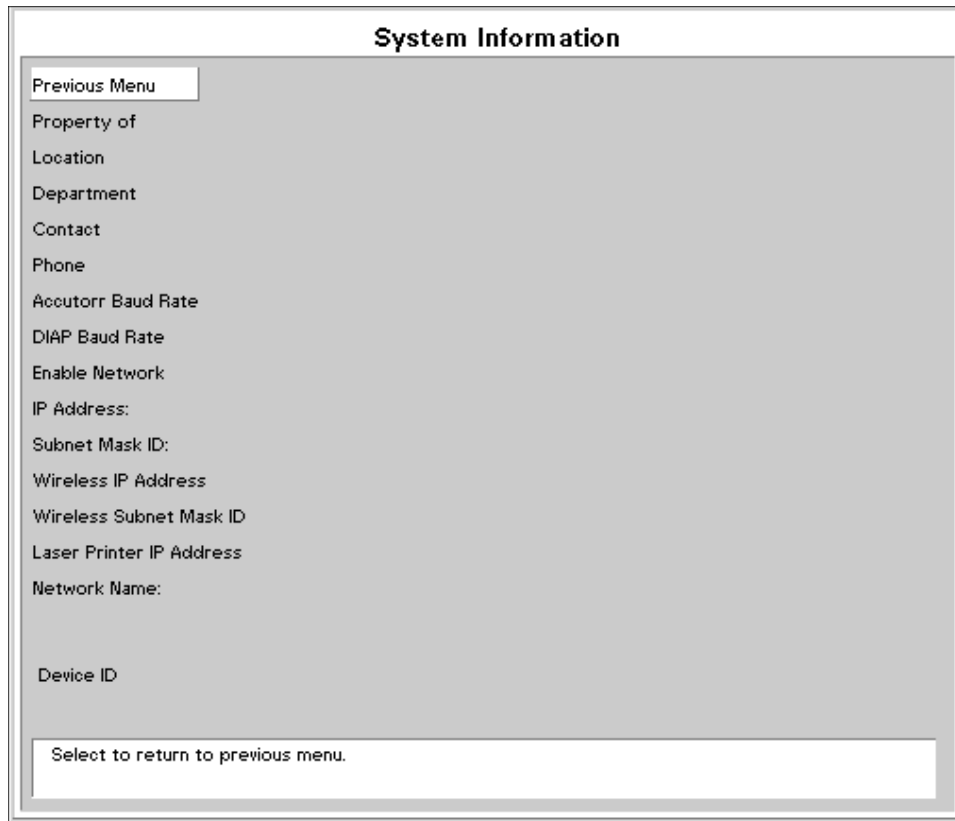 System Information
Previous Menu
Property of
Location
Department
Contact
Phone
Accutorr Baud Rate
DIAP Baud Rate
Enable Network
IP Address:
Subnet Mask ID:
Wireless IP Address
Wireless Subnet Mask ID
Laser Printer IP Address
Network Name:
Device ID
Select to return to previous menu.